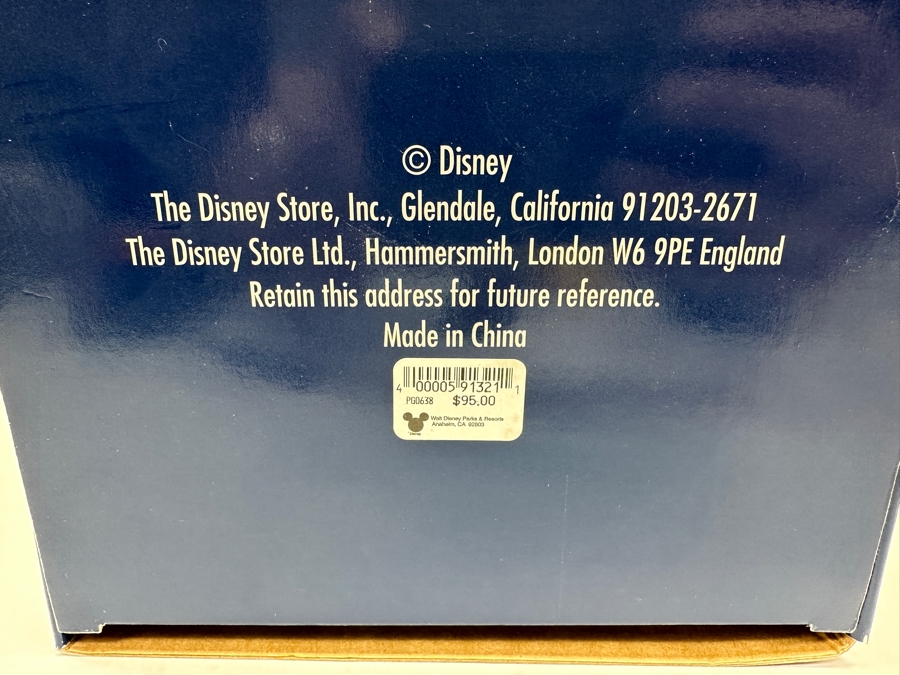 © Disney
The Disney Store, Inc., Glendale, California 91203-2671
The Disney Store Ltd., Hammersmith, London W6 9PE England
Retain this address for future reference.
Made in China
4 00005 91321 1
PG0638 $95.00
Walt Disney Parks & Resorts
Anaheim, CA 92803
Disney